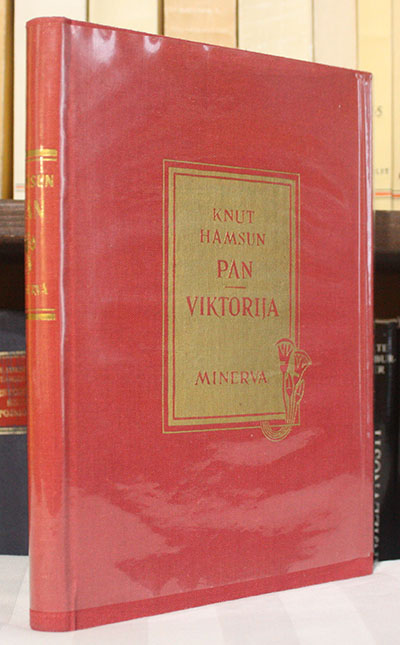 KNUT
HAMSUN
PAN
VIKTORIJA
MINERVA